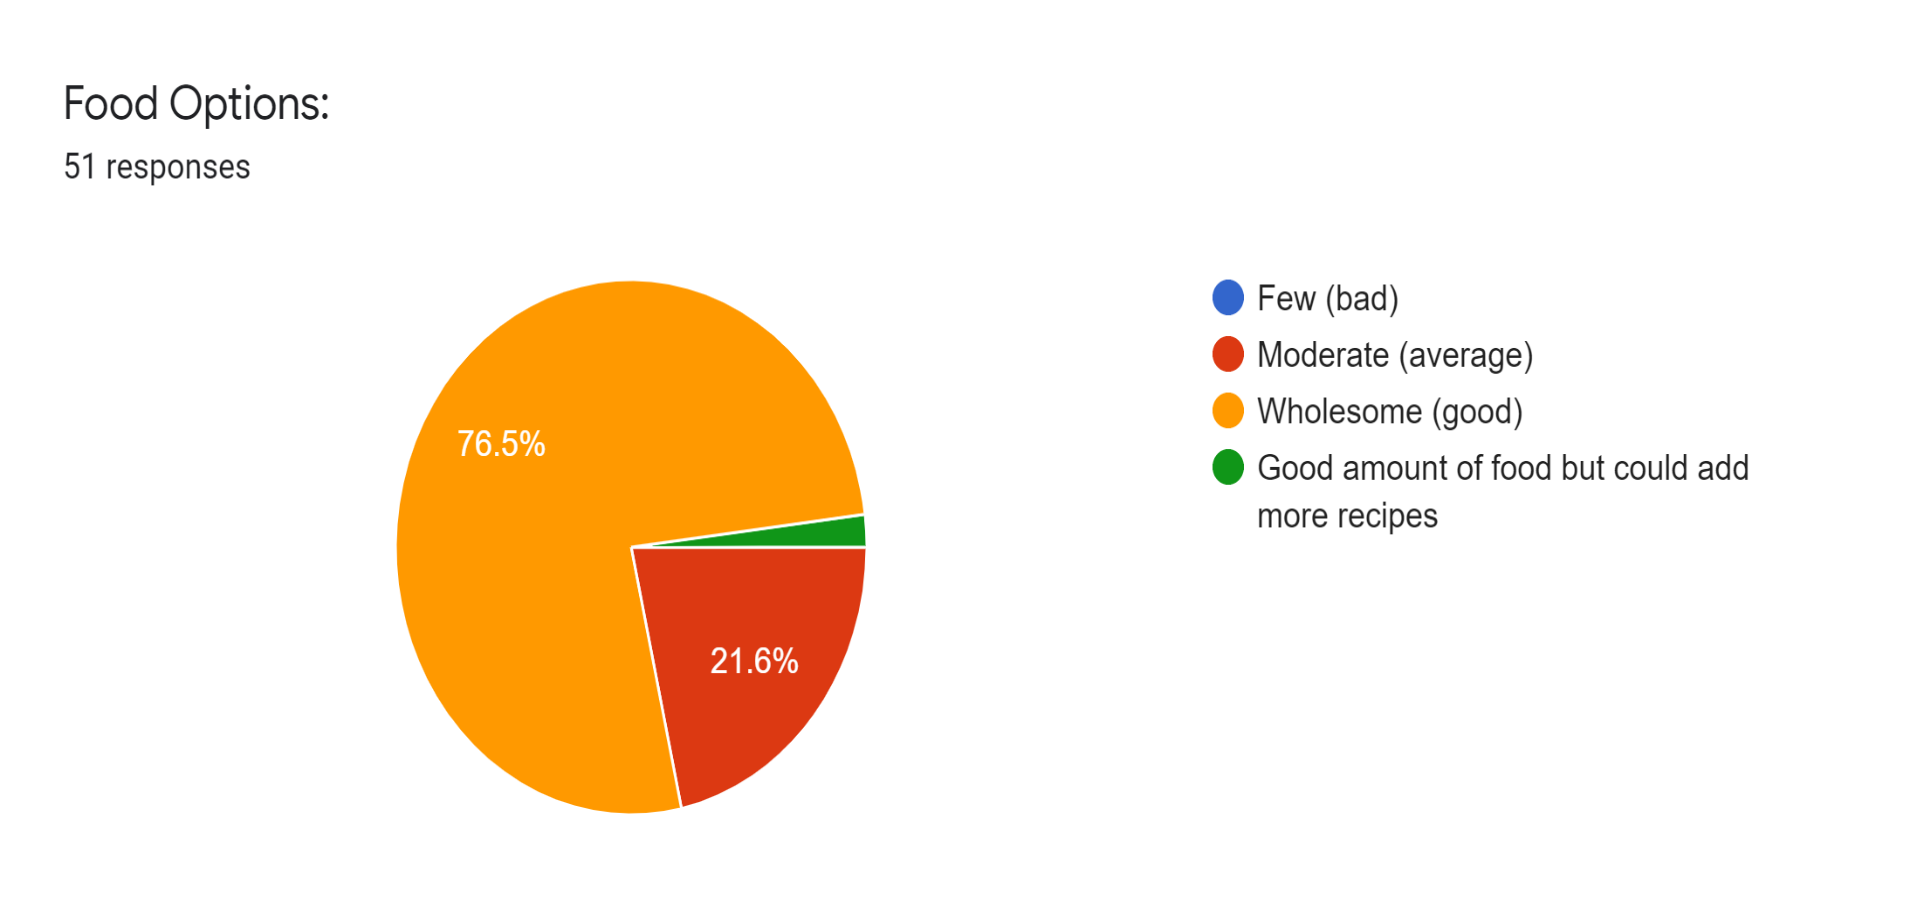 Food Options:
51 responses
76.5%
21.6%
Few (bad)
Moderate (average)
Wholesome (good)
Good amount of food but could add
more recipes